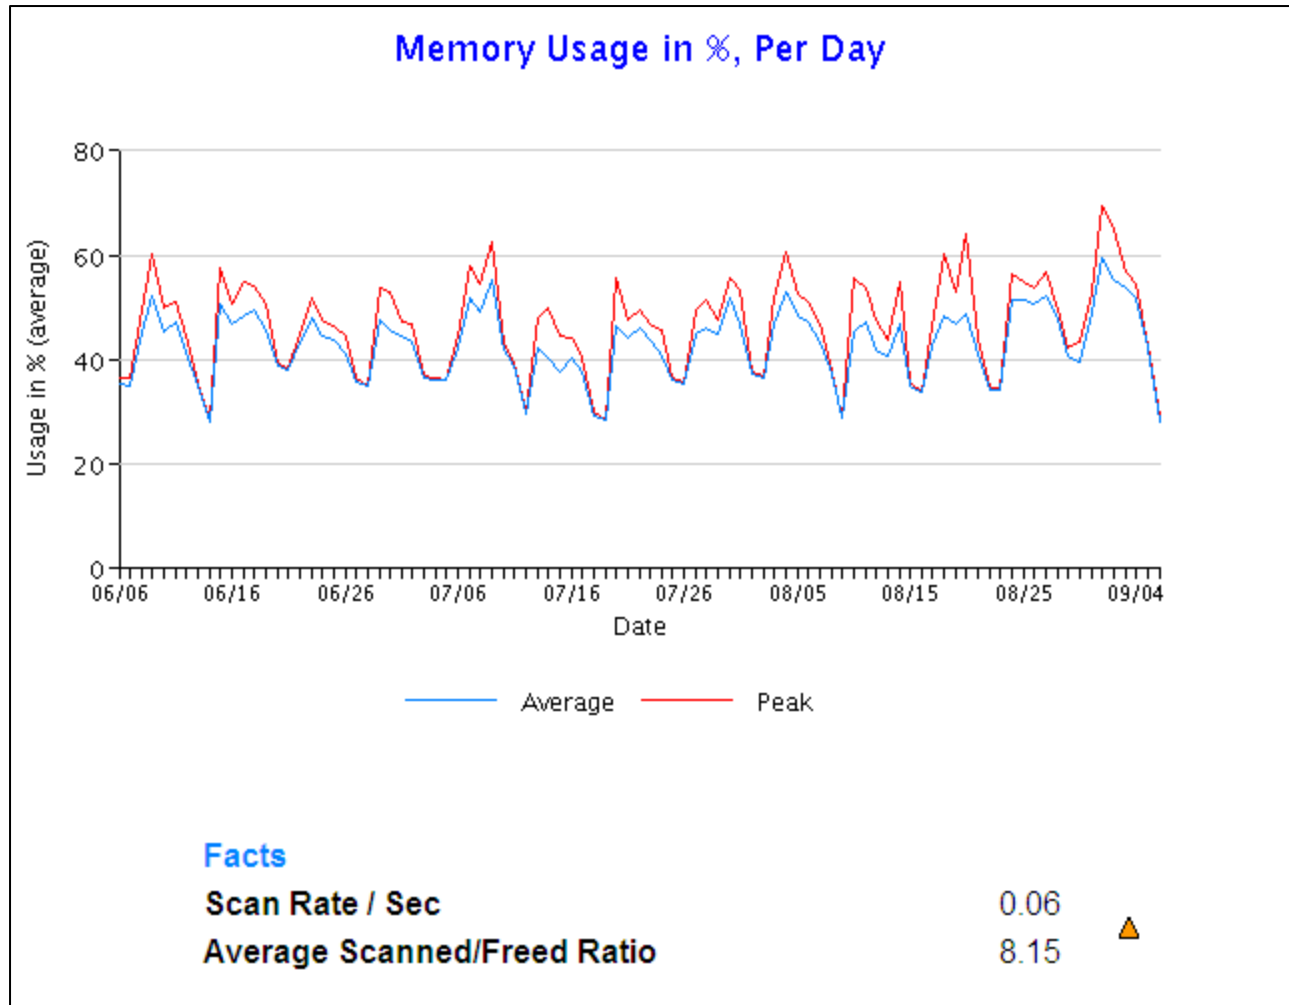 Memory Usage in %, Per Day
80
60
40
20
0
Usage in % (average)
06/06 06/16 06/26 07/06 07/16 07/26 08/05 08/15 08/25 09/04
Date
Average Peak
Facts
Scan Rate / Sec 0.06
Average Scanned/Freed Ratio 8.15